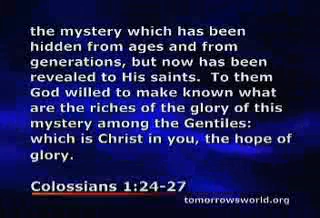 the mystery which has been
hidden from ages and from
generations, but now has been
revealed to His saints.  To them
God willed to make known what
are the riches of the glory of this
mystery among the Gentiles:
which is Christ in you, the hope of
glory.
Colossians 1:24-27
tomorrowsworld.org